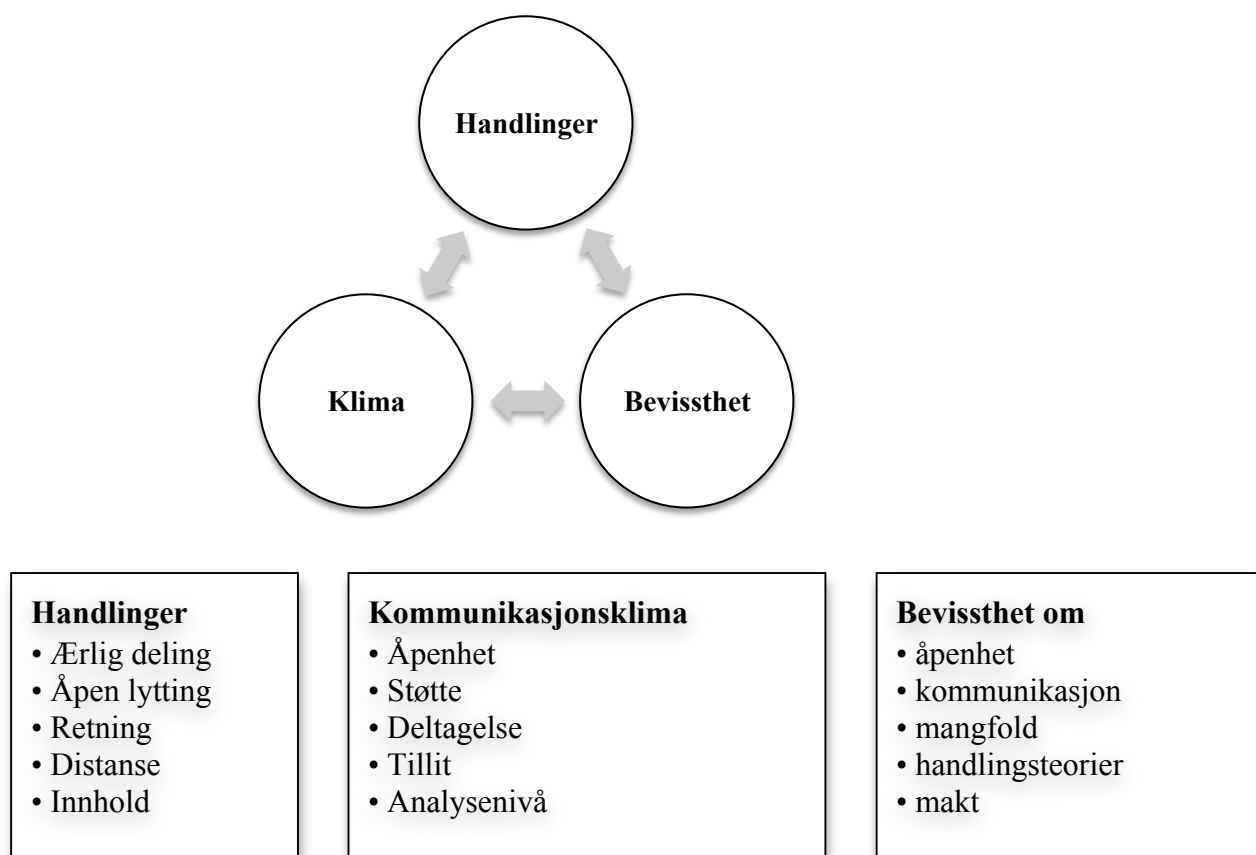 Handlinger
Klima
Bevissthet
Handlinger
• Ærlig deling
• Åpen lytting
• Retning
• Distanse
• Innhold
Kommunikasjonsklima
• Åpenhet
• Støtte
• Deltagelse
• Tillit
• Analysenivå
Bevissthet om
• åpenhet
• kommunikasjon
• mangfold
• handlingsteorier
• makt